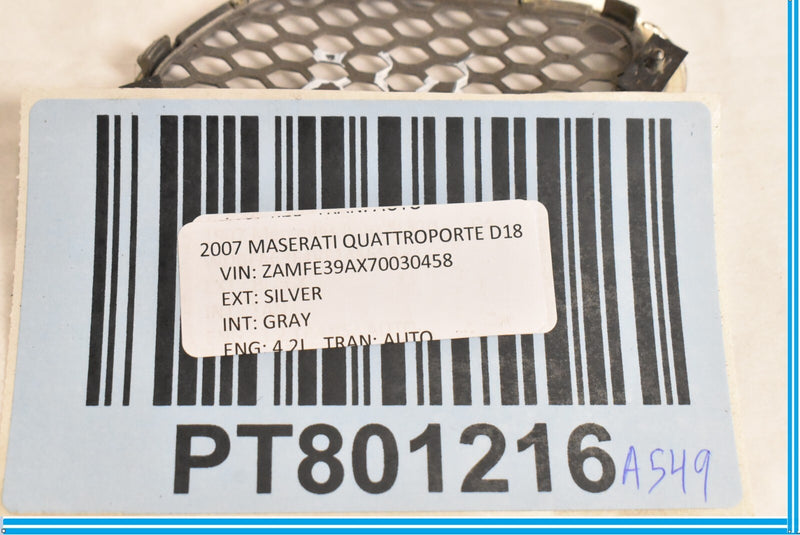 2007 MASERATI QUATTROPORTE D18
VIN: ZAMFE39AX70030458
EXT: SILVER
INT: GRAY
ENG: 4.2L TRAN: AUTO
PT801216 A549